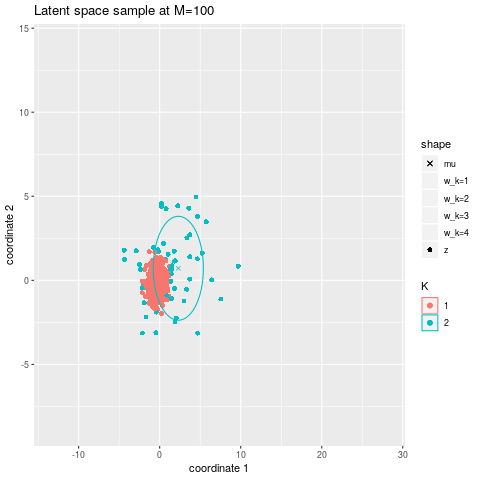 Latent space sample at M=100
15
10
5
0
-5
-10
0
10
20
30
coordinate 1
coordinate 2
shape
mu
w_k=1
w_k=2
w_k=3
w_k=4
z
K
1
2